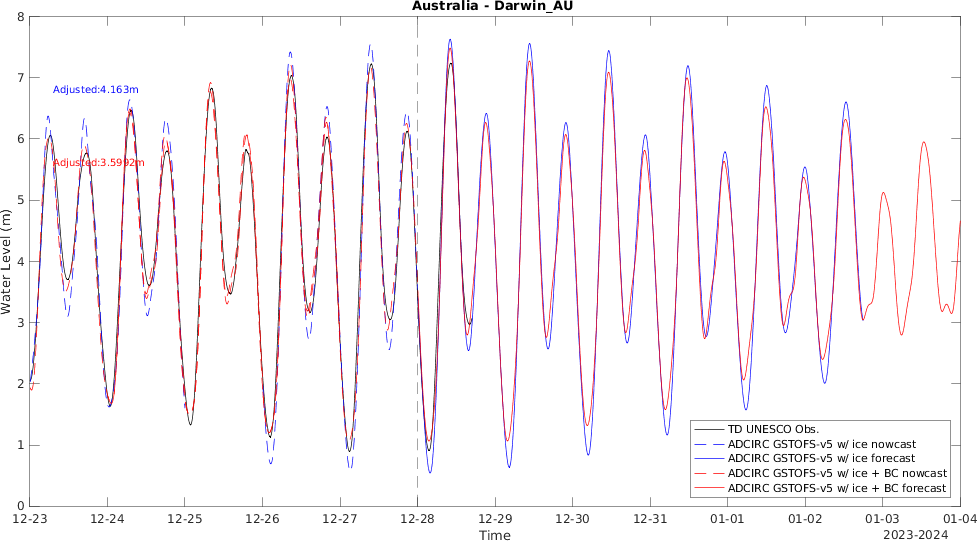 Australia - Darwin_AU
8
7
6
5
4
3
2
1
0
Water Level (m)
Adjusted:4.163m
Adjusted:3.5992m
TD UNESCO Obs.
ADCIRC GSTOFS-v5 w/ ice nowcast
ADCIRC GSTOFS-v5 w/ ice forecast
ADCIRC GSTOFS-v5 w/ ice + BC nowcast
ADCIRC GSTOFS-v5 w/ ice + BC forecast
12-23 12-24 12-25 12-26 12-27 12-28 12-29 12-30 12-31 01-01 01-02 01-03 01-04
Time
2023-2024